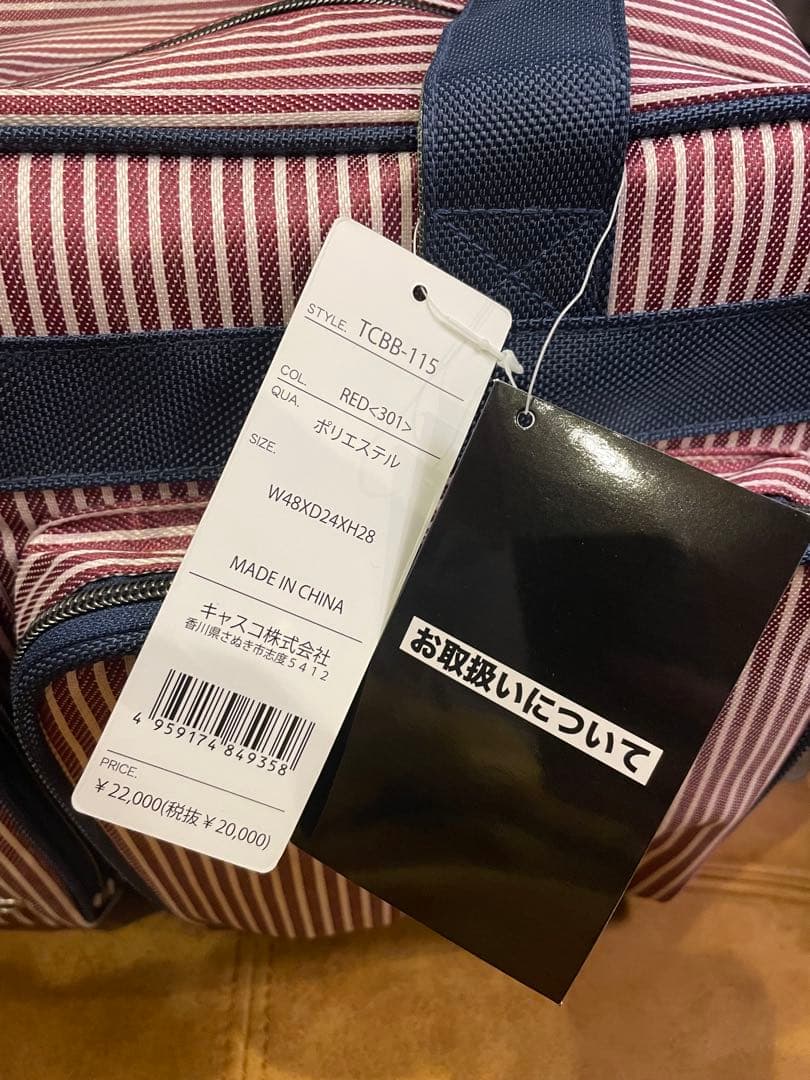 STYLE. TCBB-115
COL. RED<301>
QUA. ポリエステル
SIZE.
W48XD24XH28
MADE IN CHINA
キャスコ株式会社
香川県さぬき市志度5412
4 959174 849358
PRICE.
¥22,000(税抜¥20,000)
お取扱いについて